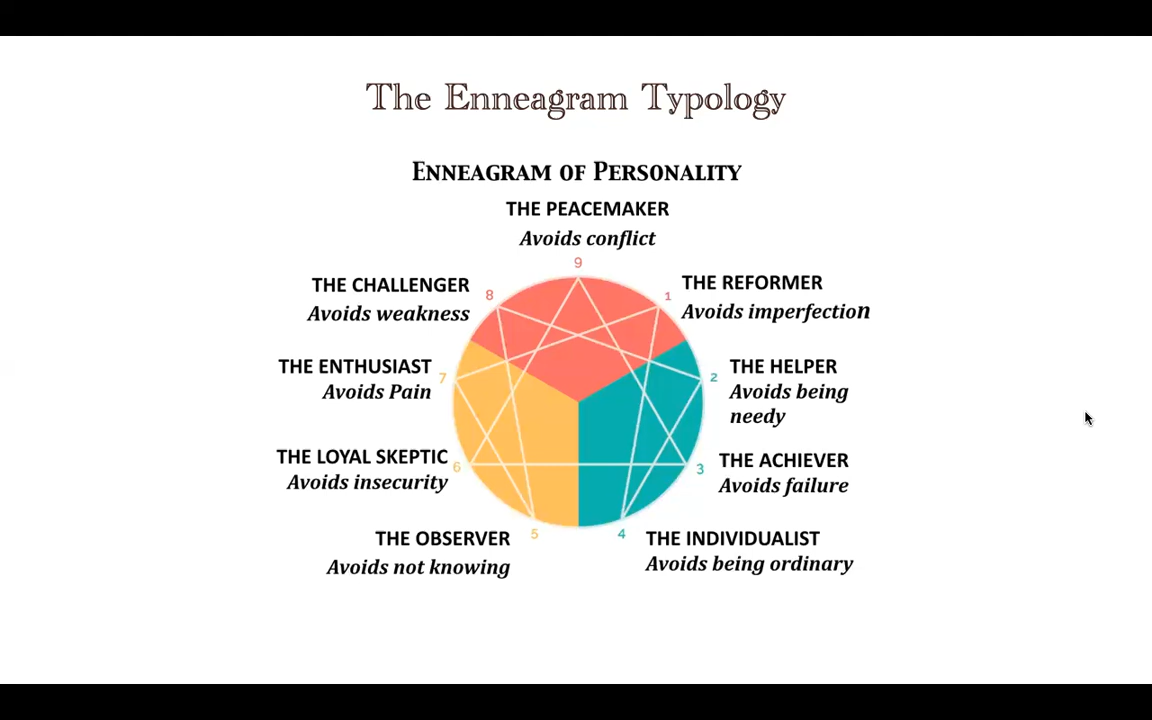 The Enneagram Typology
Enneagram of Personality
THE PEACEMAKER
Avoids conflict
9
THE CHALLENGER
Avoids weakness
8
1
THE REFORMER
Avoids imperfection
THE ENTHUSIAST
Avoids Pain
7
2
THE HELPER
Avoids being
needy
THE LOYAL SKEPTIC
Avoids insecurity
6
3
THE ACHIEVER
Avoids failure
THE OBSERVER
Avoids not knowing
5
4
THE INDIVIDUALIST
Avoids being ordinary